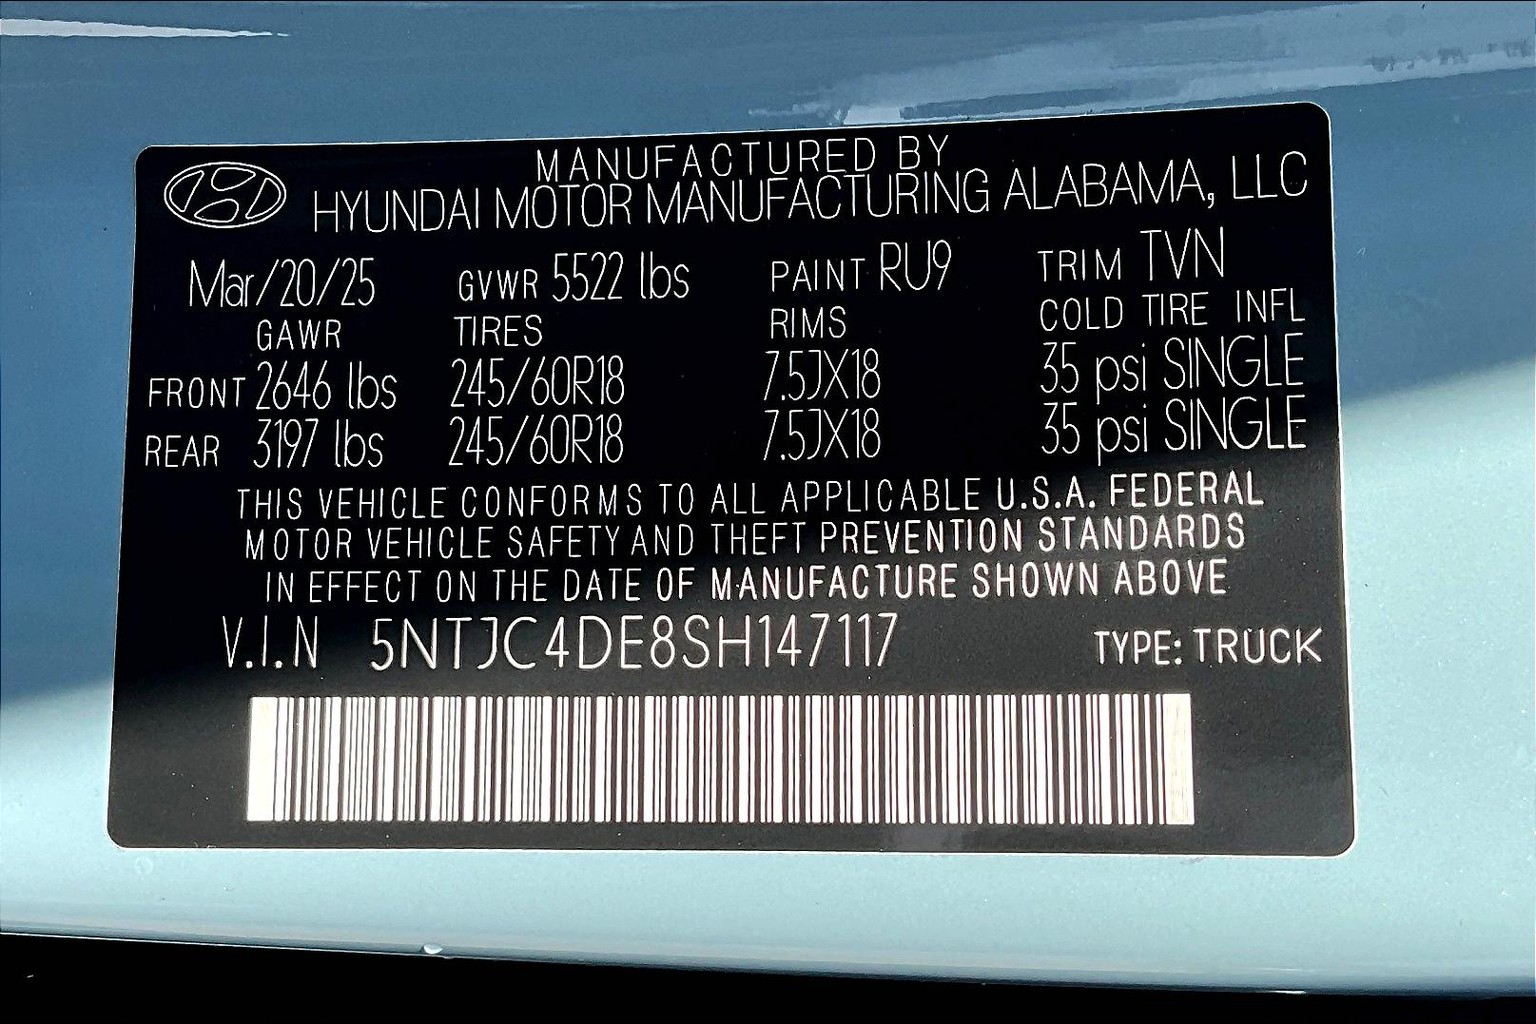 MANUFACTURED BY
HYUNDAI MOTOR MANUFACTURING ALABAMA, LLC
Mar/20/25 GVWR 5522 lbs PAINT RU9 TRIM TVN
GAWR TIRES RIMS COLD TIRE INFL
FRONT 2646 lbs 245/60R18 7.5JX18 35 psi SINGLE
REAR 3197 lbs 245/60R18 7.5JX18 35 psi SINGLE
THIS VEHICLE CONFORMS TO ALL APPLICABLE U.S.A. FEDERAL
MOTOR VEHICLE SAFETY AND THEFT PREVENTION STANDARDS
IN EFFECT ON THE DATE OF MANUFACTURE SHOWN ABOVE
V.I.N 5NTJC4DE8SH147117 TYPE: TRUCK